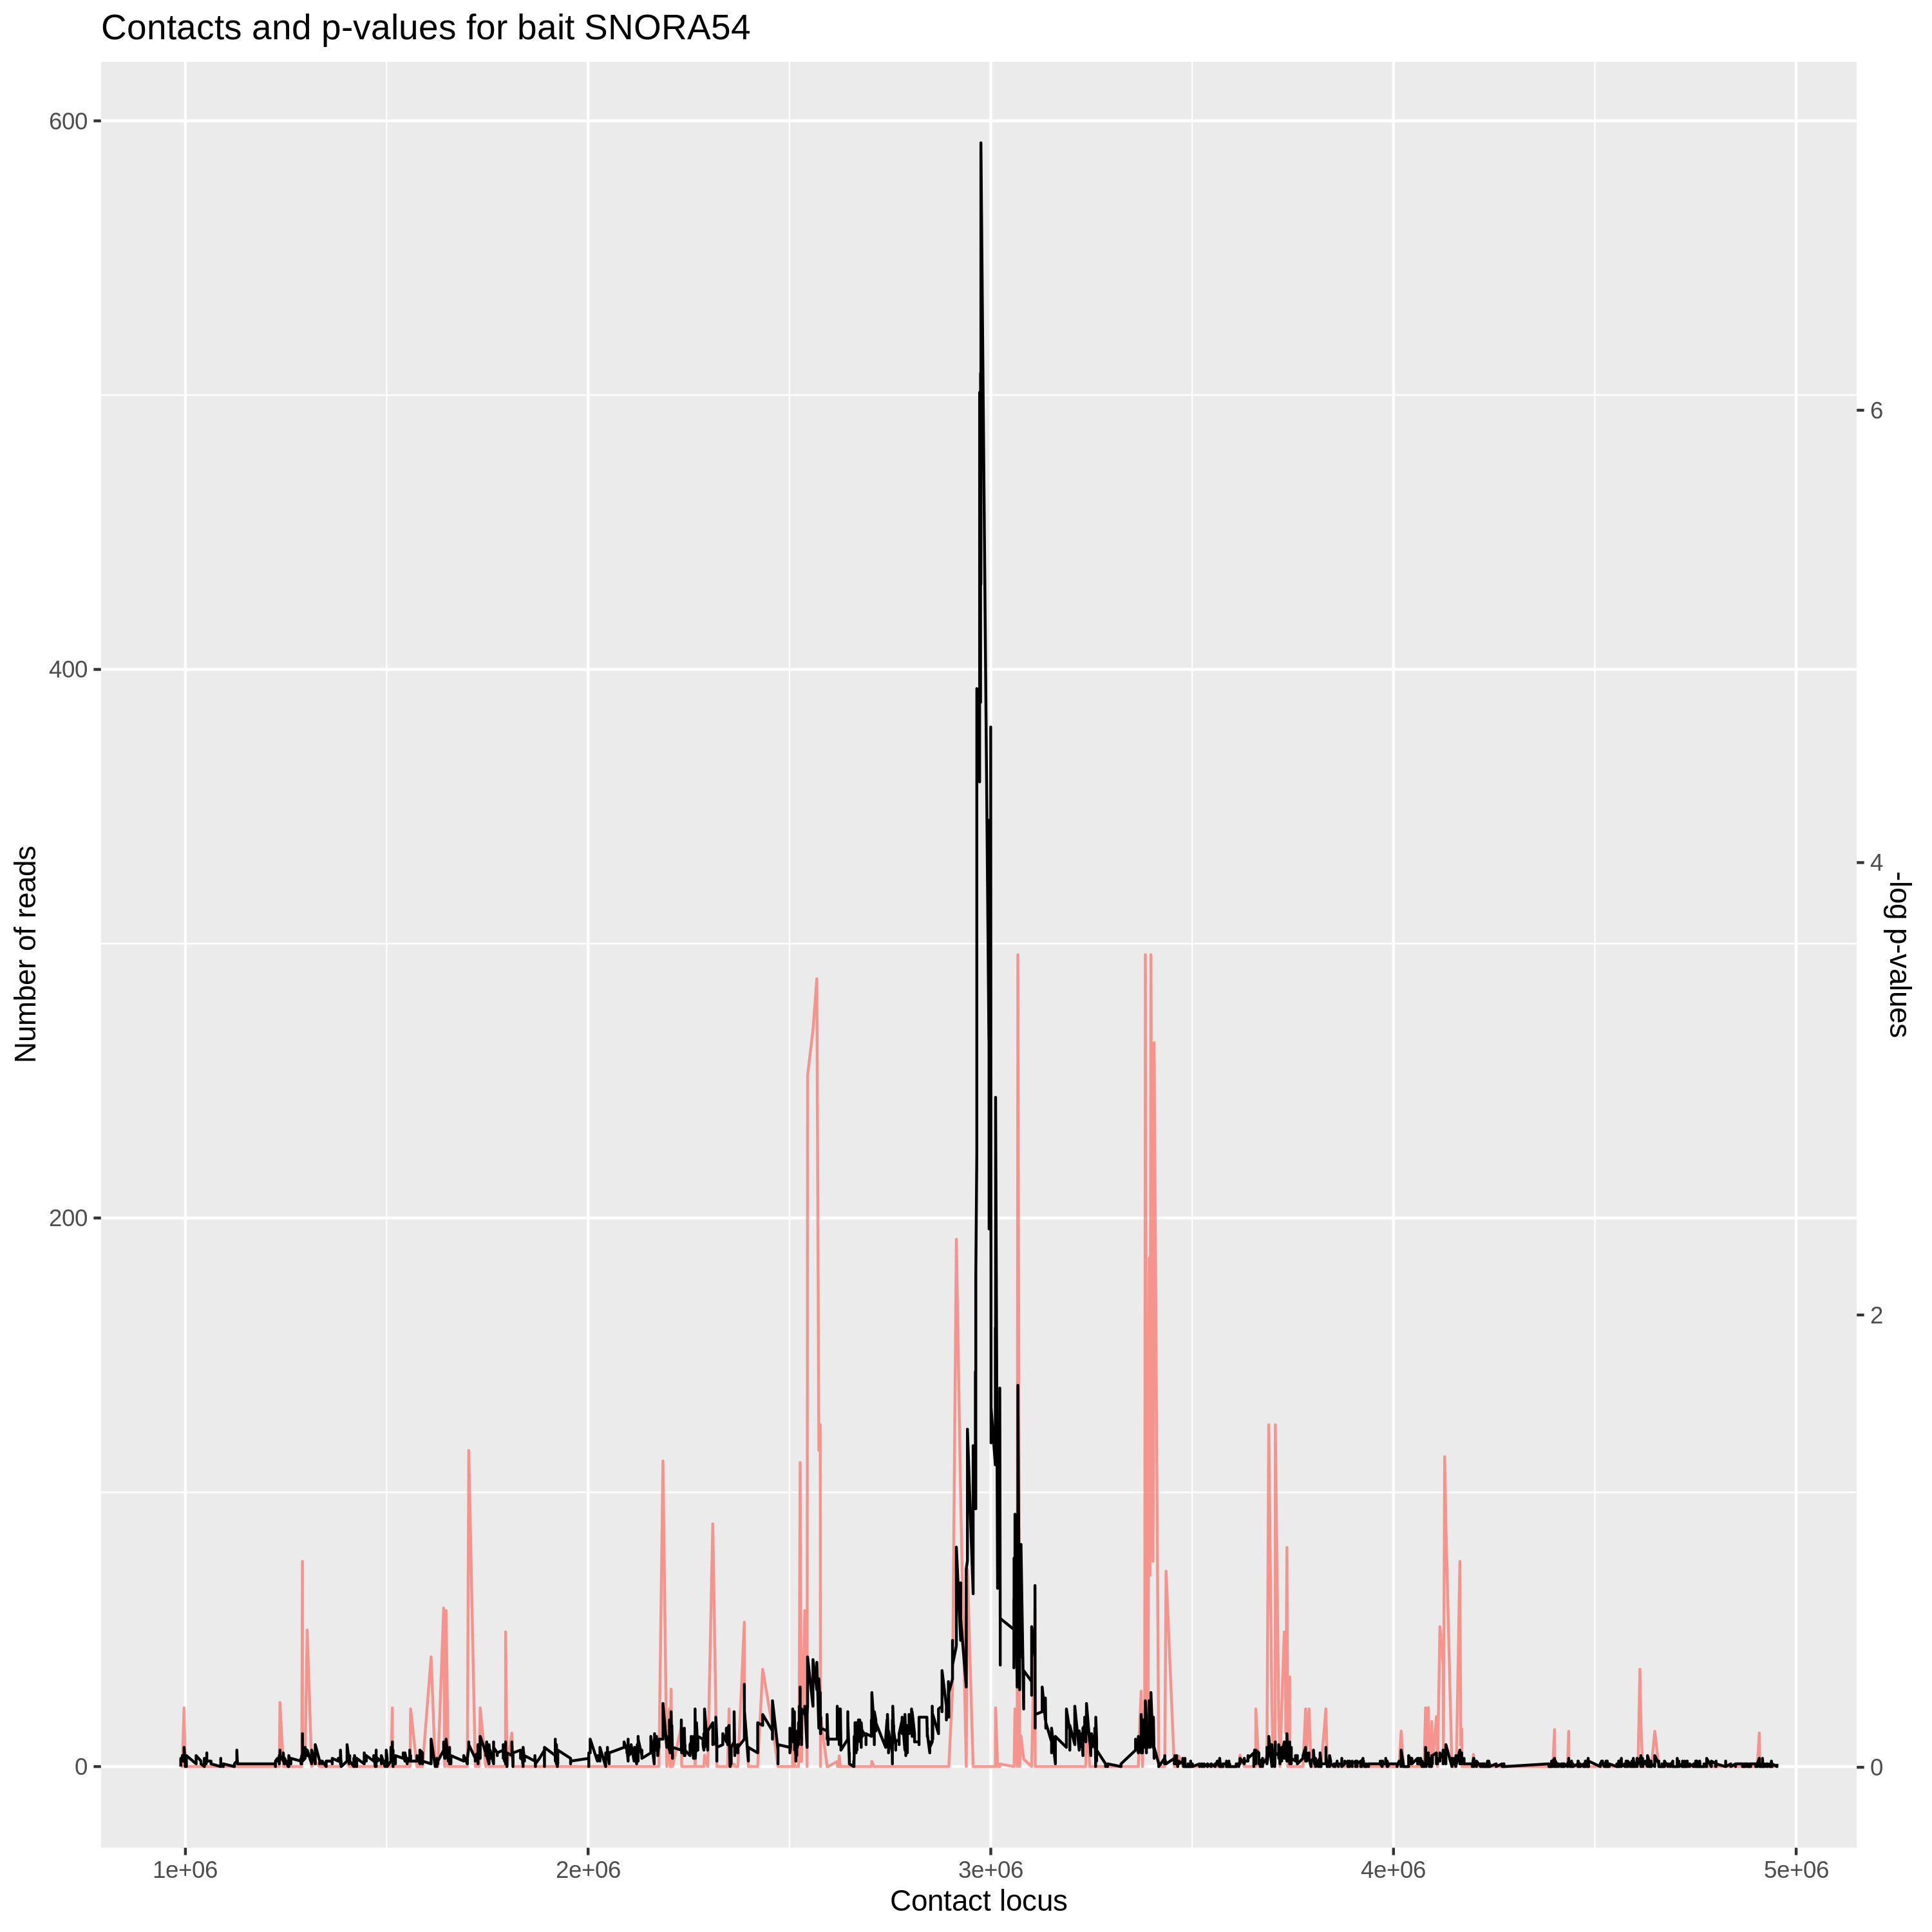 Contacts and p-values for bait SNORA54
600
400
200
0
Number of reads
6
4
2
0
-log p-values
1e+06
2e+06
3e+06
4e+06
5e+06
Contact locus